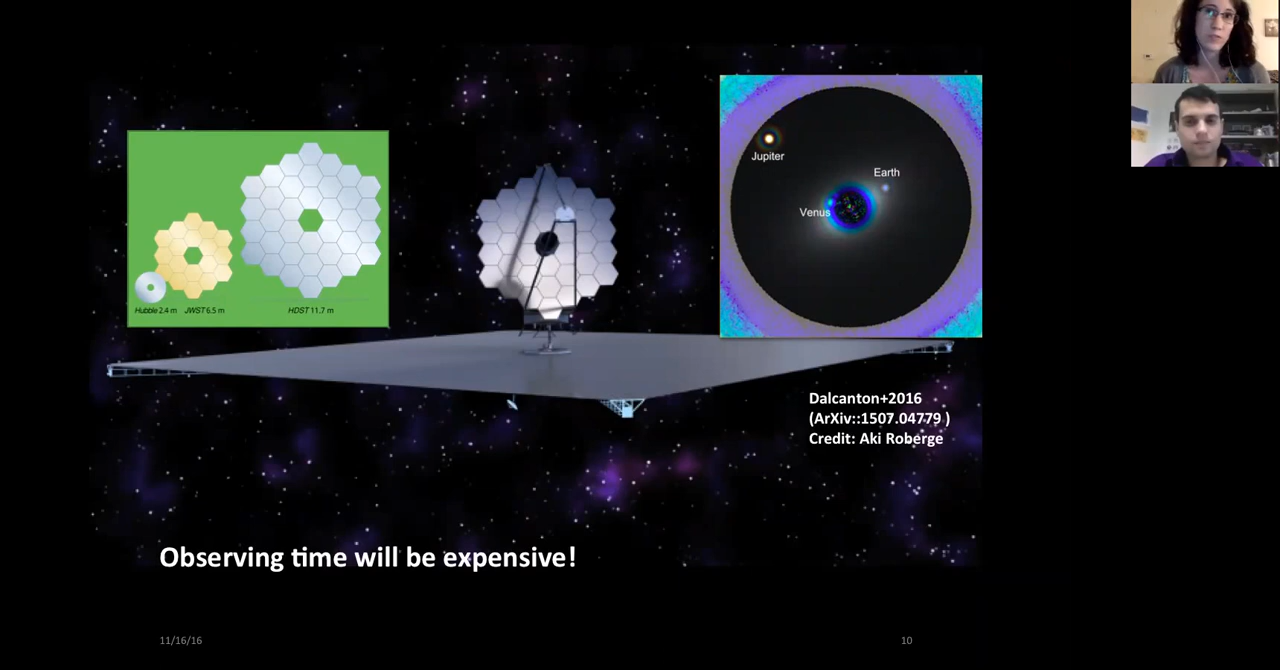 Hubble 2.4 m JWST 6.5 m HDST 11.7 m
Jupiter
Earth
Venus
Dalcanton+2016
(ArXiv::1507.04779 )
Credit: Aki Roberge
Observing time will be expensive!
11/16/16
10